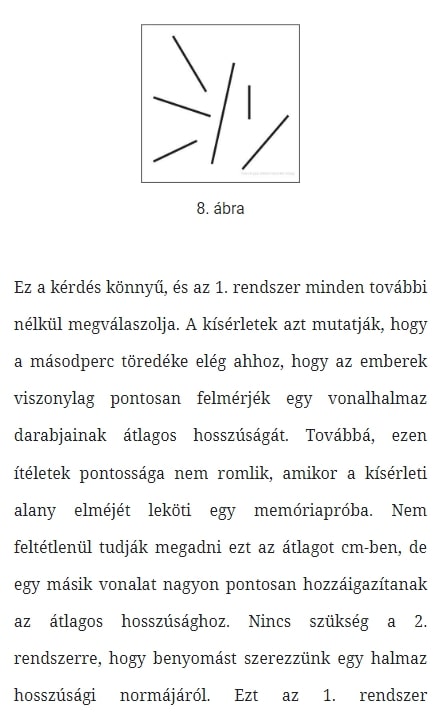 8. ábra
Ez a kérdés könnyű, és az 1. rendszer minden további
nélkül megválaszolja. A kísérletek azt mutatják, hogy
a másodperc töredéke elég ahhoz, hogy az emberek
viszonylag pontosan felmérjék egy vonalhalmaz
darabjainak átlagos hosszúságát. Továbbá, ezen
ítéletek pontossága nem romlik, amikor a kísérleti
alany elméjét leköti egy memóriapróba. Nem
feltétlenül tudják megadni ezt az átlagot cm-ben, de
egy másik vonalat nagyon pontosan hozzáigazítanak
az átlagos hosszúsághoz. Nincs szükség a 2.
rendszerre, hogy benyomást szerezzünk egy halmaz
hosszúsági normájáról. Ezt az 1. rendszer